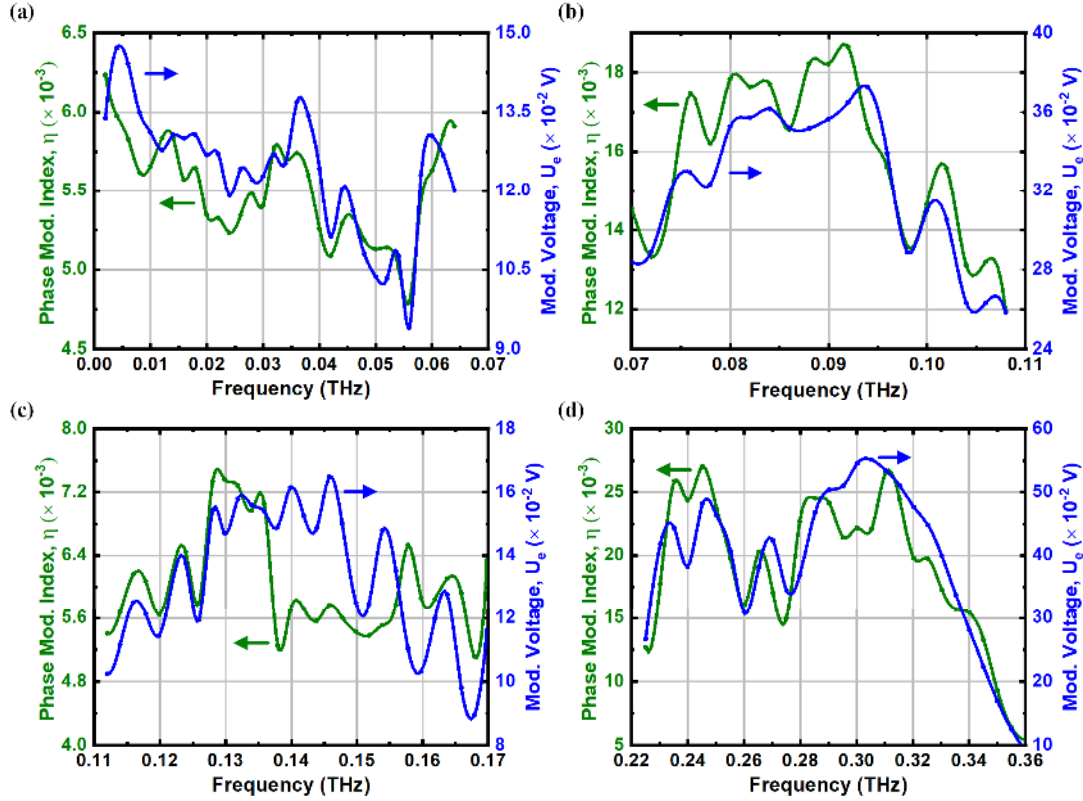 (a)
6.5
6.0
5.5
5.0
4.5
Phase Mod. Index, η (× 10⁻³)
15.0
13.5
12.0
10.5
9.0
Mod. Voltage, U_e (× 10⁻² V)
0.00 0.01 0.02 0.03 0.04 0.05 0.06 0.07
Frequency (THz)
(b)
18
16
14
12
Phase Mod. Index, η (× 10⁻³)
40
36
32
28
24
Mod. Voltage, U_e (× 10⁻² V)
0.07 0.08 0.09 0.10 0.11
Frequency (THz)
(c)
8.0
7.2
6.4
5.6
4.8
4.0
Phase Mod. Index, η (× 10⁻³)
18
16
14
12
10
8
Mod. Voltage, U_e (× 10⁻² V)
0.11 0.12 0.13 0.14 0.15 0.16 0.17
Frequency (THz)
(d)
30
25
20
15
10
5
Phase Mod. Index, η (× 10⁻³)
60
50
40
30
20
10
Mod. Voltage, U_e (× 10⁻² V)
0.22 0.24 0.26 0.28 0.30 0.32 0.34 0.36
Frequency (THz)